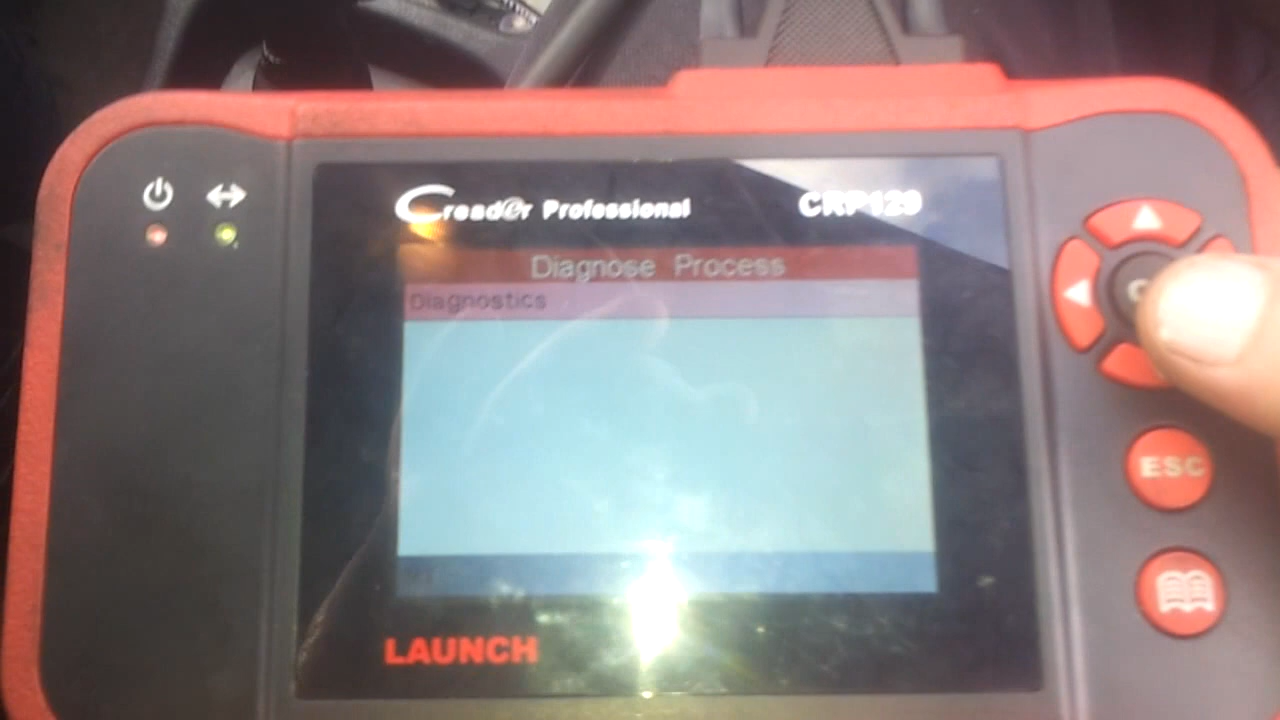 Creader Professional
CRP129
Diagnose Process
Diagnostics
ESC
LAUNCH